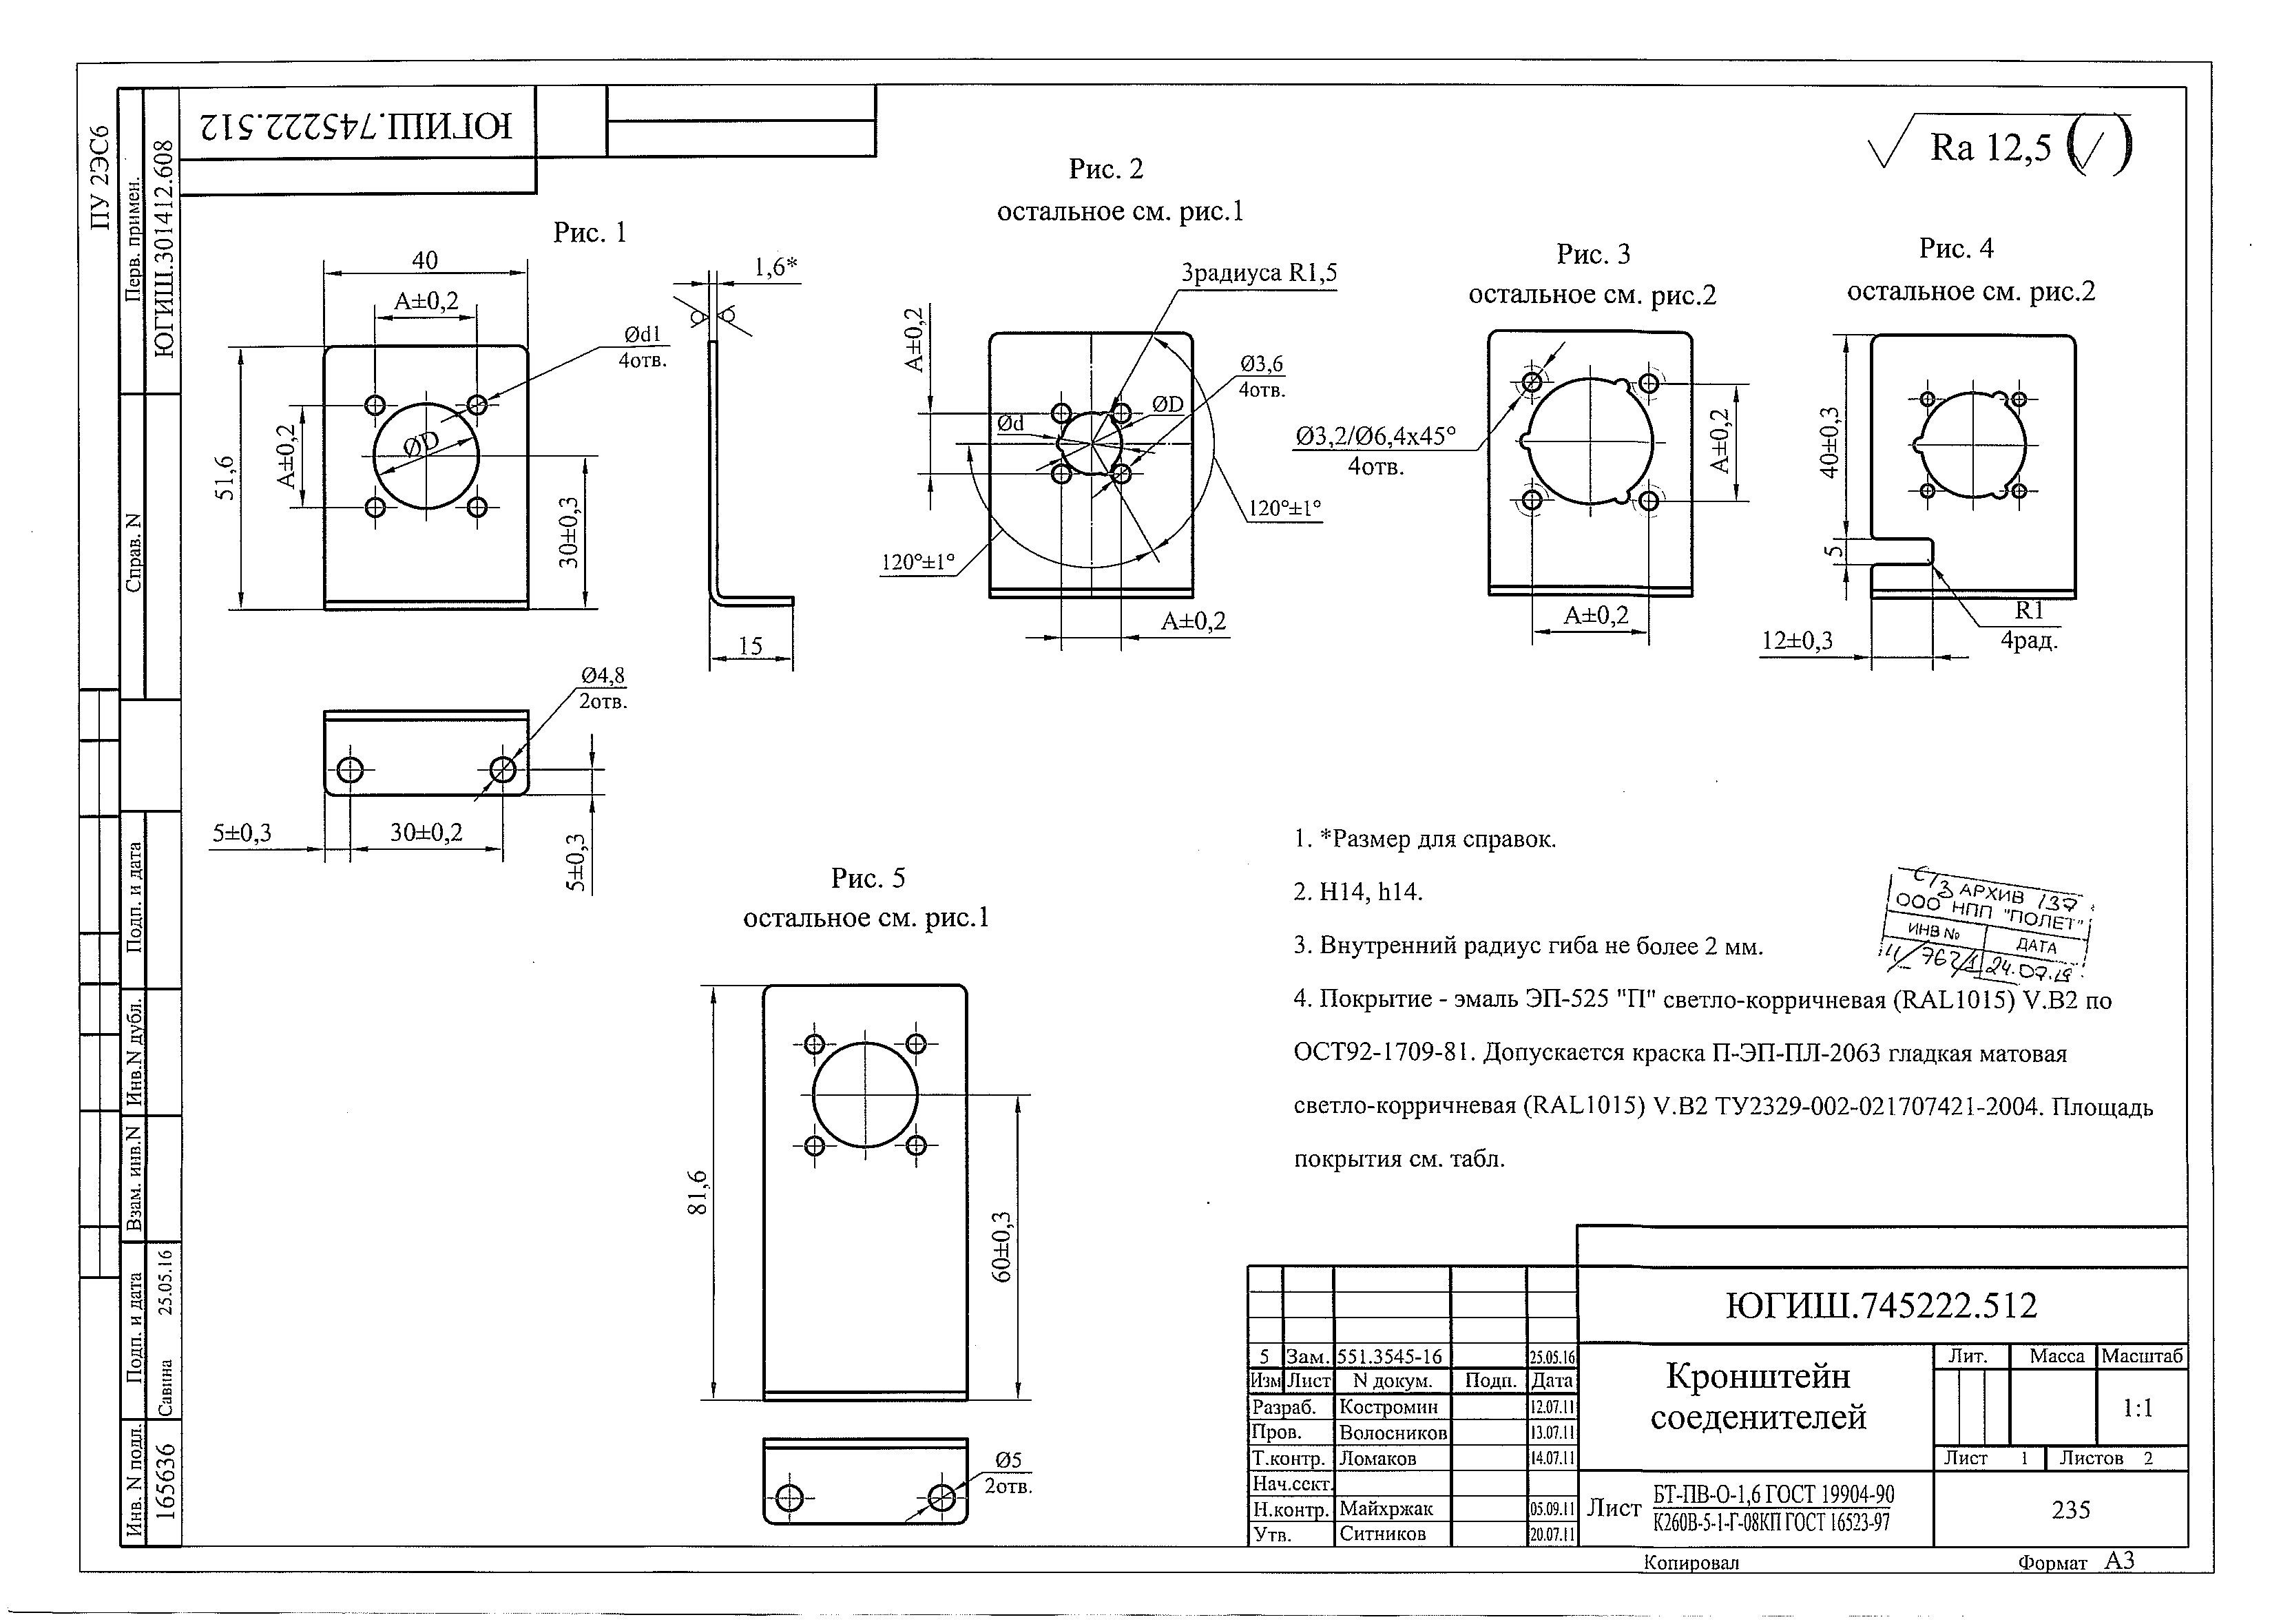 ПУ 2ЭС6
Перв. примен.
ЮГИШ.301412.608
Справ. N
Подп. и дата
Инв.N дубл.
Взам. инв.N
Подп. и дата
Савина 25.05.16
Инв. N подл.
165636
ЮГИШ.745222.512
Ra 12,5
Рис. 1
40
A±0,2
Ød1
4отв.
A±0,2
ØD
51,6
30±0,3
1,6*
15
Ø4,8
2отв.
5±0,3
30±0,2
5±0,3
Рис. 2
остальное см. рис.1
3радиуса R1,5
A±0,2
Ø3,6
4отв.
ØD
Ød
120°±1°
120°±1°
A±0,2
Рис. 3
остальное см. рис.2
Ø3,2/Ø6,4x45°
4отв.
A±0,2
A±0,2
Рис. 4
остальное см. рис.2
40±0,3
5
R1
4рад.
12±0,3
Рис. 5
остальное см. рис.1
81,6
60±0,3
Ø5
2отв.
1. *Размер для справок.
2. H14, h14.
3. Внутренний радиус гиба не более 2 мм.
4. Покрытие - эмаль ЭП-525 "П" светло-корричневая (RAL1015) V.B2 по
ОСТ92-1709-81. Допускается краска П-ЭП-ПЛ-2063 гладкая матовая
светло-корричневая (RAL1015) V.B2 ТУ2329-002-021707421-2004. Площадь
покрытия см. табл.
АРХИВ 137
ООО НПП "ПОЛЕТ"
ИНВ № ДАТА
24.07.18
ЮГИШ.745222.512
5 Зам. 551.3545-16 25.05.16
Изм Лист N докум. Подп. Дата
Разраб. Костромин 12.07.11
Пров. Волосников 13.07.11
Т.контр. Ломаков 14.07.11
Нач.сект.
Н.контр. Майхржак 05.09.11
Утв. Ситников 20.07.11
Кронштейн
соеденителей
Лит. Масса Масштаб
1:1
Лист 1 Листов 2
Лист БТ-ПВ-О-1,6 ГОСТ 19904-90
К260В-5-1-Г-08КП ГОСТ 16523-97
235
Копировал Формат А3